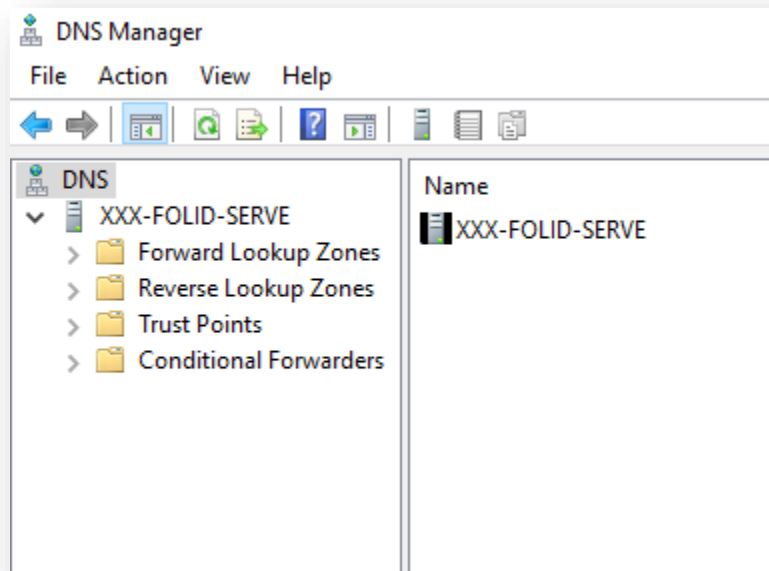 DNS Manager
File Action View Help
DNS
XXX-FOLID-SERVE
Forward Lookup Zones
Reverse Lookup Zones
Trust Points
Conditional Forwarders
Name
XXX-FOLID-SERVE